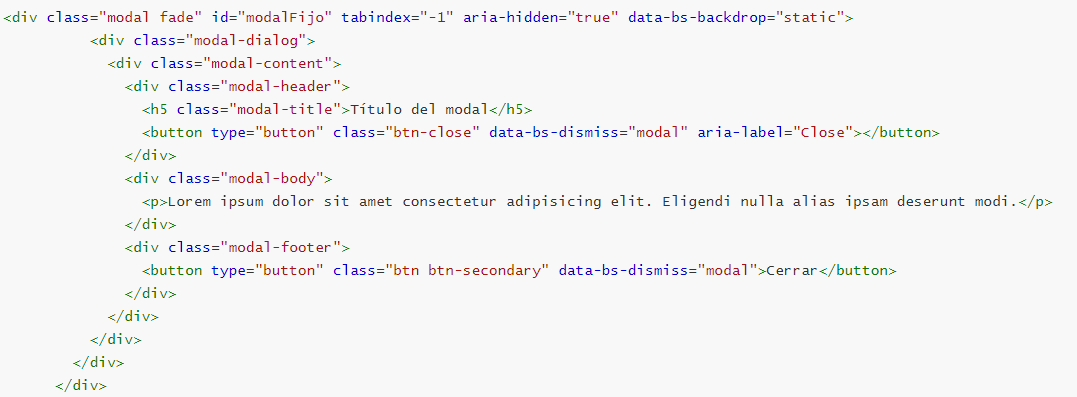 <div class="modal fade" id="modalFijo" tabindex="-1" aria-hidden="true" data-bs-backdrop="static">
<div class="modal-dialog">
<div class="modal-content">
<div class="modal-header">
<h5 class="modal-title">Título del modal</h5>
<button type="button" class="btn-close" data-bs-dismiss="modal" aria-label="Close"></button>
</div>
<div class="modal-body">
<p>Lorem ipsum dolor sit amet consectetur adipisicing elit. Eligendi nulla alias ipsam deserunt modi.</p>
</div>
<div class="modal-footer">
<button type="button" class="btn btn-secondary" data-bs-dismiss="modal">Cerrar</button>
</div>
</div>
</div>
</div>
</div>